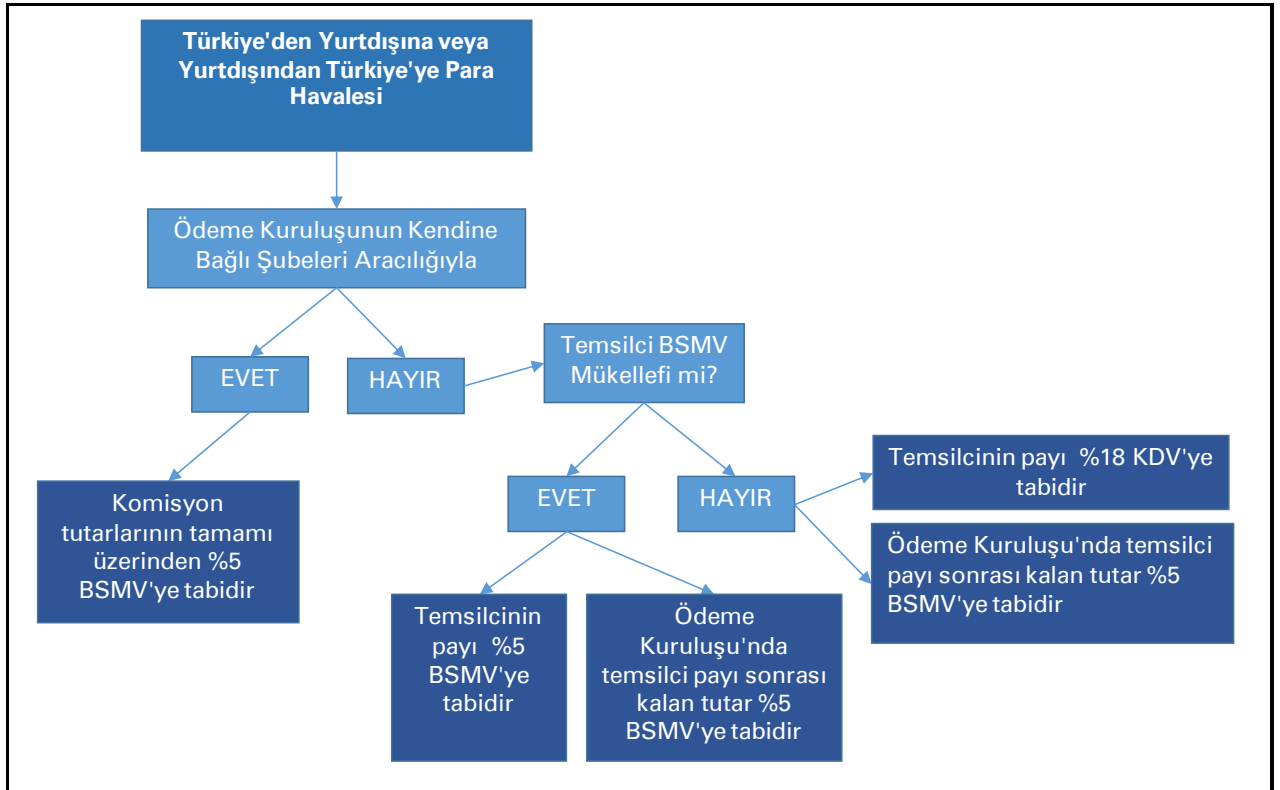 Türkiye'den Yurtdışına veya
Yurtdışından Türkiye'ye Para
Havalesi
Ödeme Kuruluşunun Kendine
Bağlı Şubeleri Aracılığıyla
EVET
HAYIR
Temsilci BSMV
Mükellefi mi?
Komisyon
tutarlarının tamamı
üzerinden %5
BSMV'ye tabidir
EVET
HAYIR
Temsilcinin payı %18 KDV'ye
tabidir
Ödeme Kuruluşu'nda temsilci
payı sonrası kalan tutar %5
BSMV'ye tabidir
Temsilcinin
payı %5
BSMV'ye
tabidir
Ödeme
Kuruluşu'nda
temsilci payı sonrası
kalan tutar %5
BSMV'ye tabidir